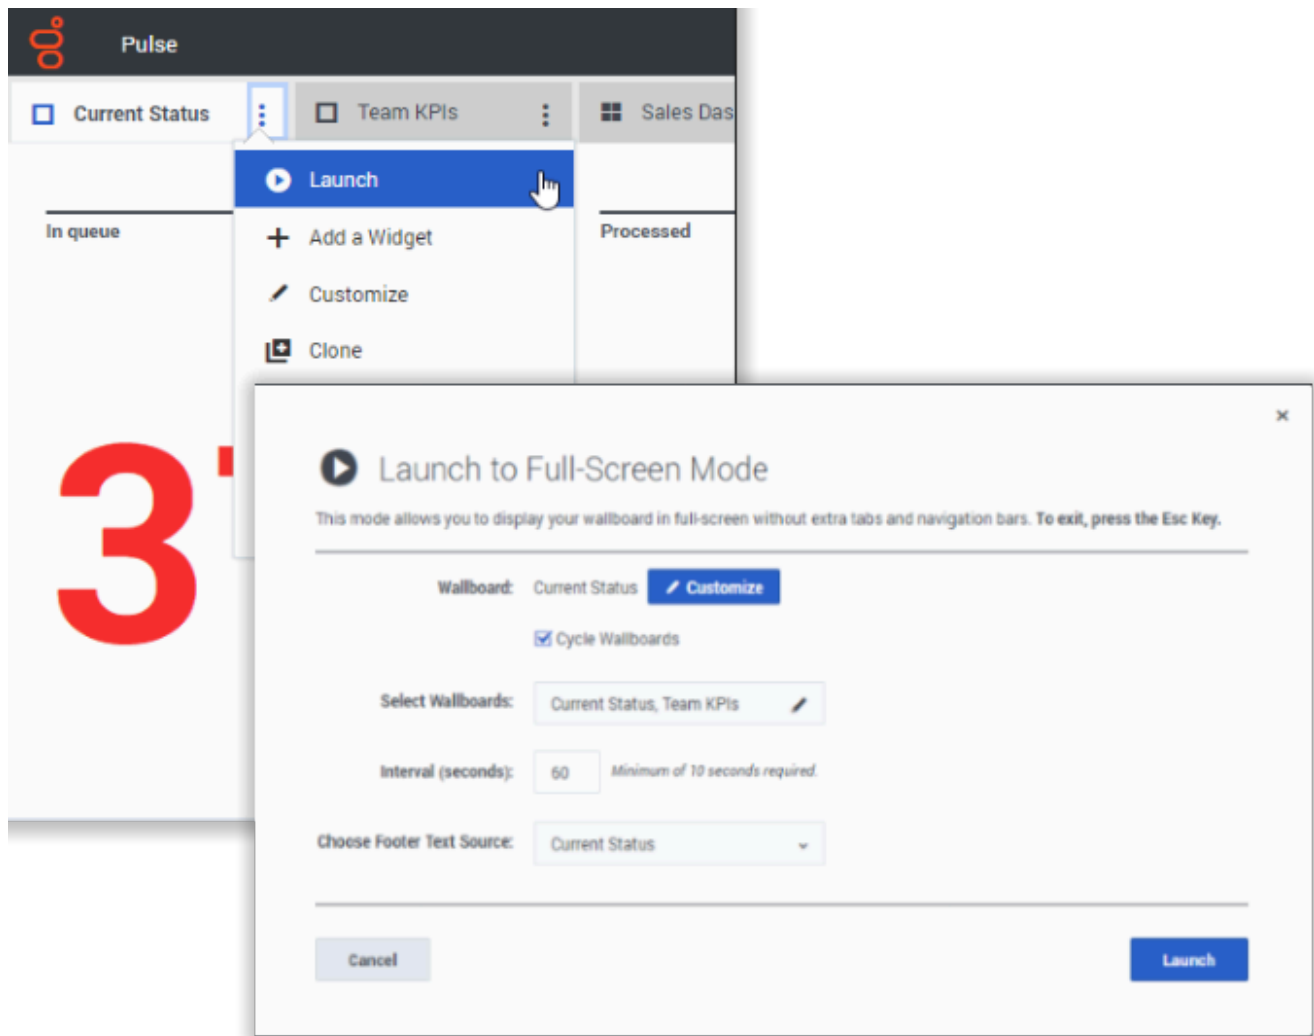 Pulse
Current Status
Team KPIs
Sales Das
Launch
In queue
Add a Widget
Processed
Customize
Clone
3
Launch to Full-Screen Mode
This mode allows you to display your wallboard in full-screen without extra tabs and navigation bars. To exit, press the Esc Key.
Wallboard: Current Status Customize
Cycle Wallboards
Select Wallboards: Current Status, Team KPIs
Interval (seconds): 60 Minimum of 10 seconds required.
Choose Footer Text Source: Current Status
Cancel
Launch